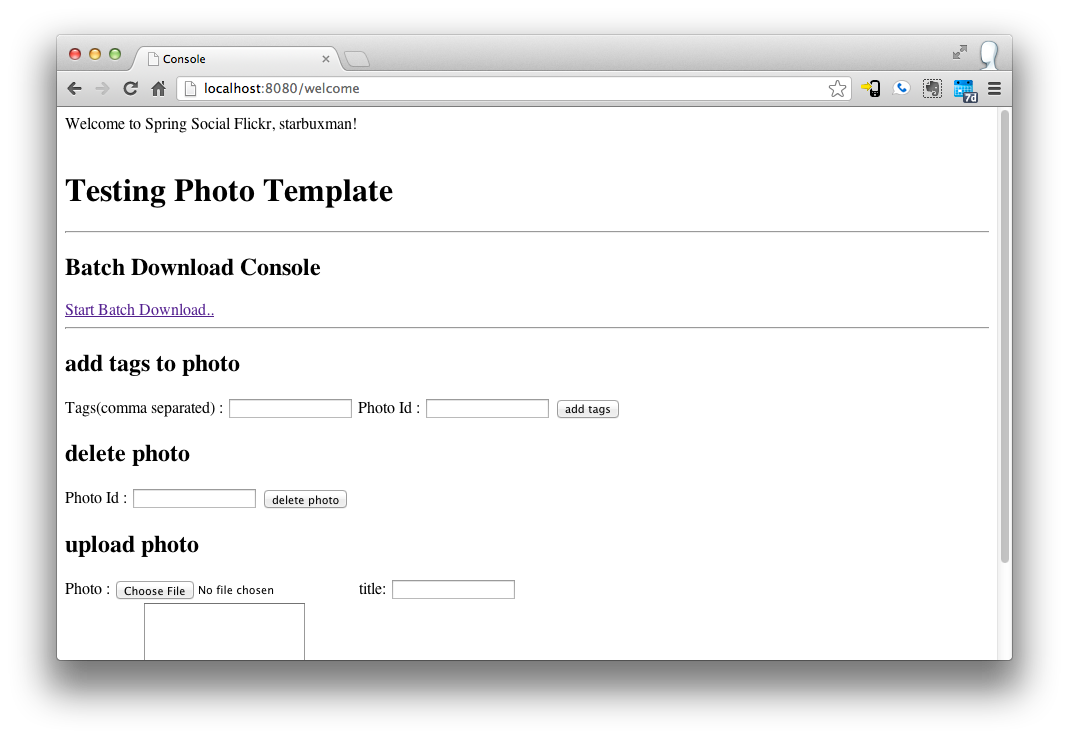 Console
localhost:8080/welcome
7d
Welcome to Spring Social Flickr, starbuxman!
Testing Photo Template
Batch Download Console
Start Batch Download..
add tags to photo
Tags(comma separated) : Photo Id : add tags
delete photo
Photo Id : delete photo
upload photo
Photo : Choose File No file chosen title: